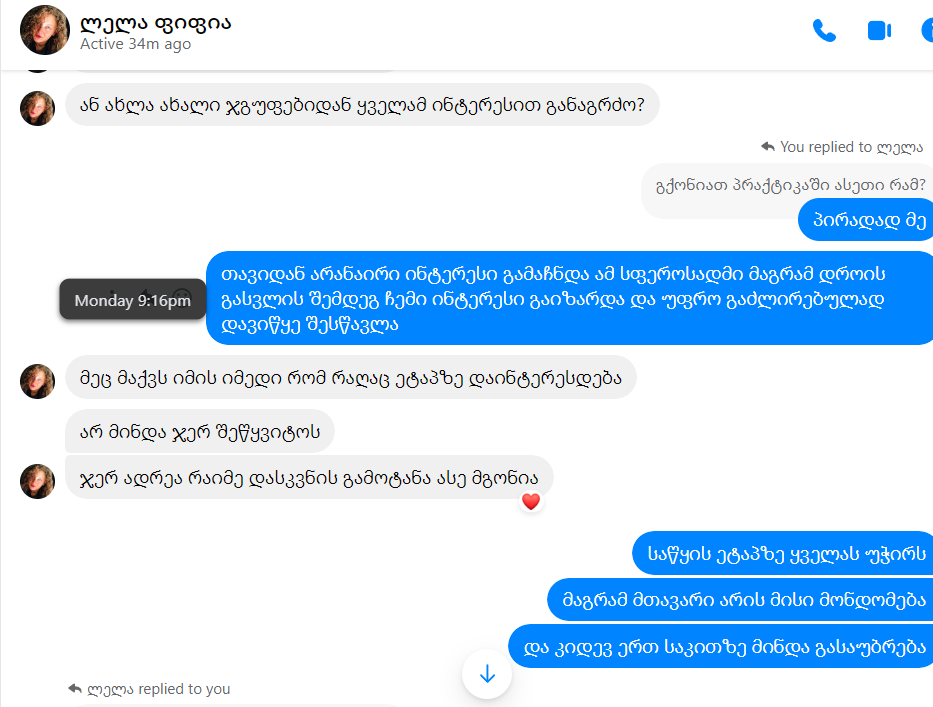 ლელა ფიფია
Active 34m ago
ან ახლა ახალი ჯგუფებიდან ყველამ ინტერესით განაგრძო?
You replied to ლელა
გქონიათ პრაქტიკაში ასეთი რამ?
პირადად მე
თავიდან არანაირი ინტერესი გამაჩნდა ამ სფეროსადმი მაგრამ დროის
გასვლის შემდეგ ჩემი ინტერესი გაიზარდა და უფრო გაძლირებულად
დავიწყე შესწავლა
Monday 9:16pm
მეც მაქვს იმის იმედი რომ რაღაც ეტაპზე დაინტერესდება
არ მინდა ჯერ შეწყვიტოს
ჯერ ადრეა რაიმე დასკვნის გამოტანა ასე მგონია
საწყის ეტაპზე ყველას უჭირს
მაგრამ მთავარი არის მისი მონდომება
და კიდევ ერთ საკითზე მინდა გასაუბრება
ლელა replied to you